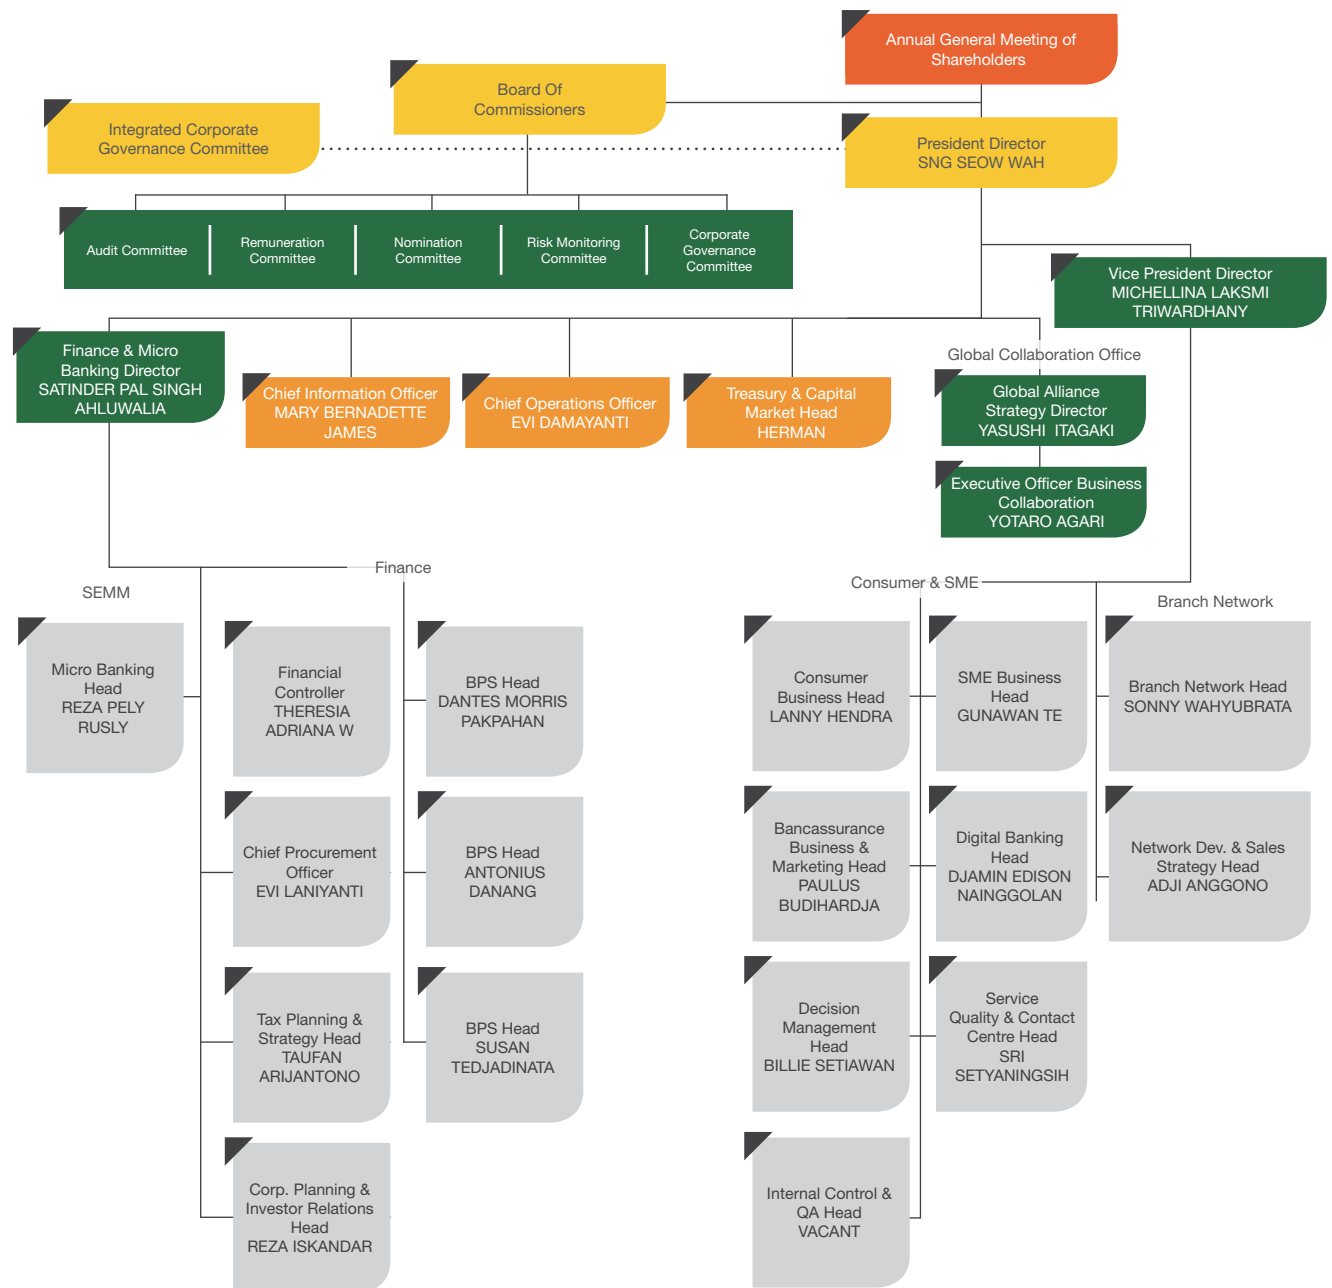 Annual General Meeting of
Shareholders
Board Of
Commissioners
Integrated Corporate
Governance Committee
President Director
SNG SEOW WAH
Audit Committee
Remuneration
Committee
Nomination
Committee
Risk Monitoring
Committee
Corporate
Governance
Committee
Vice President Director
MICHELLINA LAKSMI
TRIWARDHANY
Finance & Micro
Banking Director
SATINDER PAL SINGH
AHLUWALIA
Chief Information Officer
MARY BERNADETTE
JAMES
Chief Operations Officer
EVI DAMAYANTI
Treasury & Capital
Market Head
HERMAN
Global Collaboration Office
Global Alliance
Strategy Director
YASUSHI ITAGAKI
Executive Officer Business
Collaboration
YOTARO AGARI
SEMM
Finance
Consumer & SME
Branch Network
Micro Banking
Head
REZA PELY
RUSLY
Financial
Controller
THERESIA
ADRIANA W
BPS Head
DANTES MORRIS
PAKPAHAN
Consumer
Business Head
LANNY HENDRA
SME Business
Head
GUNAWAN TE
Branch Network Head
SONNY WAHYUBRATA
Chief Procurement
Officer
EVI LANIYANTI
BPS Head
ANTONIUS
DANANG
Bancassurance
Business &
Marketing Head
PAULUS
BUDIHARDJA
Digital Banking
Head
DJAMIN EDISON
NAINGGOLAN
Network Dev. & Sales
Strategy Head
ADJI ANGGONO
Tax Planning &
Strategy Head
TAUFAN
ARIJANTONO
BPS Head
SUSAN
TEDJADINATA
Decision
Management
Head
BILLIE SETIAWAN
Service
Quality & Contact
Centre Head
SRI
SETYANINGSIH
Corp. Planning &
Investor Relations
Head
REZA ISKANDAR
Internal Control &
QA Head
VACANT